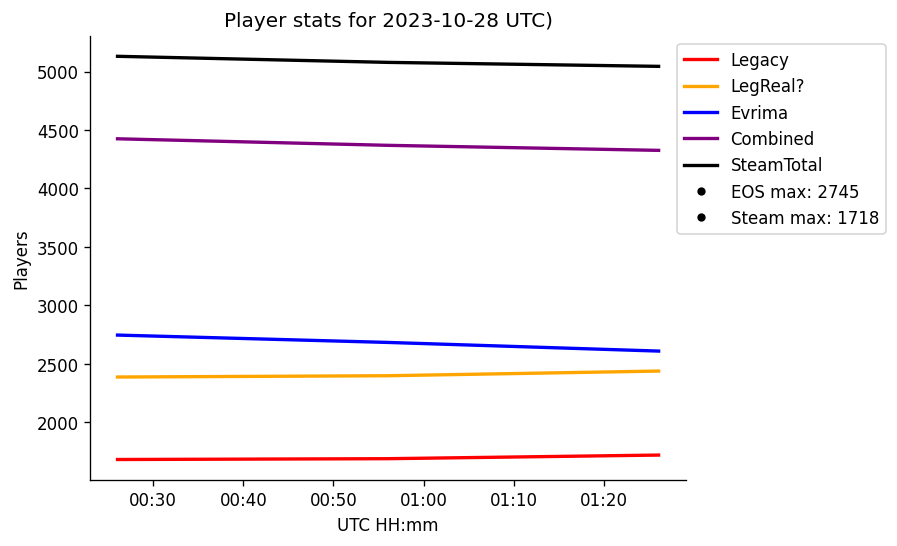 Player stats for 2023-10-28 UTC)
Legacy
LegReal?
Evrima
Combined
SteamTotal
EOS max: 2745
Steam max: 1718
5000
4500
4000
3500
3000
2500
2000
Players
00:30 00:40 00:50 01:00 01:10 01:20
UTC HH:mm